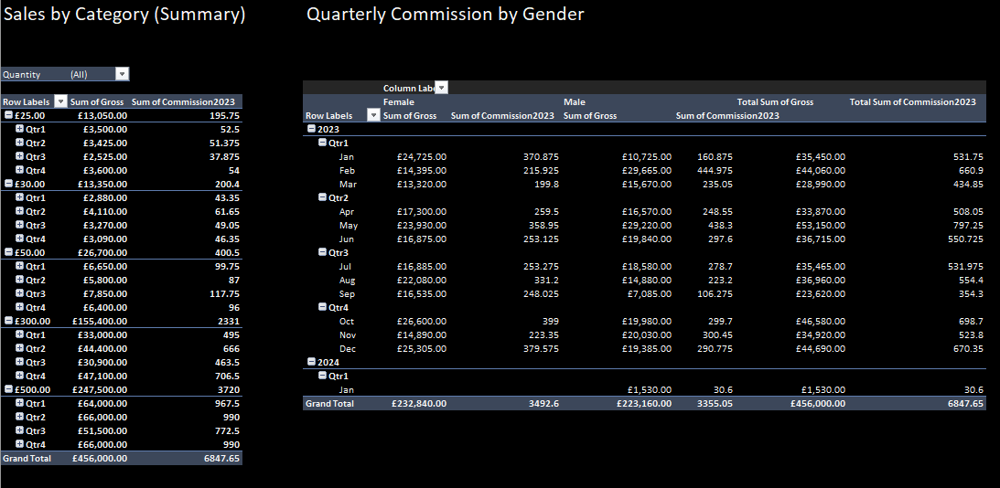 Sales by Category (Summary)
Quantity (All)
Row Labels Sum of Gross Sum of Commission2023
£25.00 £13,050.00 195.75
Qtr1 £3,500.00 52.5
Qtr2 £3,425.00 51.375
Qtr3 £2,525.00 37.875
Qtr4 £3,600.00 54
£30.00 £13,350.00 200.4
Qtr1 £2,880.00 43.35
Qtr2 £4,110.00 61.65
Qtr3 £3,270.00 49.05
Qtr4 £3,090.00 46.35
£50.00 £26,700.00 400.5
Qtr1 £6,650.00 99.75
Qtr2 £5,800.00 87
Qtr3 £7,850.00 117.75
Qtr4 £6,400.00 96
£300.00 £155,400.00 2331
Qtr1 £33,000.00 495
Qtr2 £44,400.00 666
Qtr3 £30,900.00 463.5
Qtr4 £47,100.00 706.5
£500.00 £247,500.00 3720
Qtr1 £64,000.00 967.5
Qtr2 £66,000.00 990
Qtr3 £51,500.00 772.5
Qtr4 £66,000.00 990
Grand Total £456,000.00 6847.65
Quarterly Commission by Gender
Column Labe
Female Male Total Sum of Gross Total Sum of Commission2023
Row Labels Sum of Gross Sum of Commission2023 Sum of Gross Sum of Commission2023
2023
Qtr1
Jan £24,725.00 370.875 £10,725.00 160.875 £35,450.00 531.75
Feb £14,395.00 215.925 £29,665.00 444.975 £44,060.00 660.9
Mar £13,320.00 199.8 £15,670.00 235.05 £28,990.00 434.85
Qtr2
Apr £17,300.00 259.5 £16,570.00 248.55 £33,870.00 508.05
May £23,930.00 358.95 £29,220.00 438.3 £53,150.00 797.25
Jun £16,875.00 253.125 £19,840.00 297.6 £36,715.00 550.725
Qtr3
Jul £16,885.00 253.275 £18,580.00 278.7 £35,465.00 531.975
Aug £22,080.00 331.2 £14,880.00 223.2 £36,960.00 554.4
Sep £16,535.00 248.025 £7,085.00 106.275 £23,620.00 354.3
Qtr4
Oct £26,600.00 399 £19,980.00 299.7 £46,580.00 698.7
Nov £14,890.00 223.35 £20,030.00 300.45 £34,920.00 523.8
Dec £25,305.00 379.575 £19,385.00 290.775 £44,690.00 670.35
2024
Qtr1
Jan £1,530.00 30.6 £1,530.00 30.6
Grand Total £232,840.00 3492.6 £223,160.00 3355.05 £456,000.00 6847.65